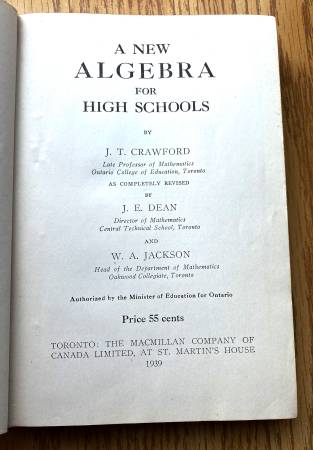 A NEW
ALGEBRA
FOR
HIGH SCHOOLS
BY
J. T. CRAWFORD
Late Professor of Mathematics
Ontario College of Education, Toronto
AS COMPLETELY REVISED
BY
J. E. DEAN
Director of Mathematics
Central Technical School, Toronto
AND
W. A. JACKSON
Head of the Department of Mathematics
Oakwood Collegiate, Toronto
Authorized by the Minister of Education for Ontario
Price 55 cents
TORONTO: THE MACMILLAN COMPANY OF
CANADA LIMITED, AT ST. MARTIN'S HOUSE
1939